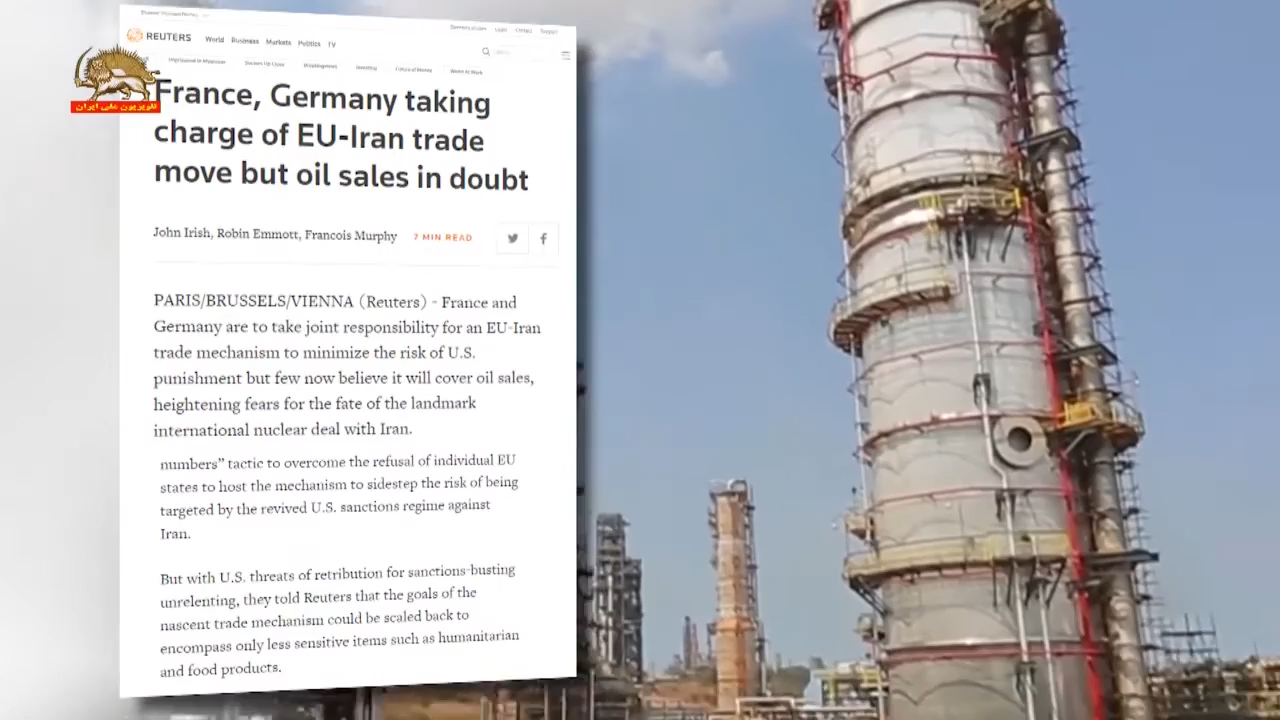 REUTERS
World Business Markets Politics TV
France, Germany taking
charge of EU-Iran trade
move but oil sales in doubt
John Irish, Robin Emmott, Francois Murphy
7 MIN READ
PARIS/BRUSSELS/VIENNA (Reuters) - France and
Germany are to take joint responsibility for an EU-Iran
trade mechanism to minimize the risk of U.S.
punishment but few now believe it will cover oil sales,
heightening fears for the fate of the landmark
international nuclear deal with Iran.
numbers” tactic to overcome the refusal of individual EU
states to host the mechanism to sidestep the risk of being
targeted by the revived U.S. sanctions regime against
Iran.
But with U.S. threats of retribution for sanctions-busting
unrelenting, they told Reuters that the goals of the
nascent trade mechanism could be scaled back to
encompass only less sensitive items such as humanitarian
and food products.
تلویزیون ملی ایران